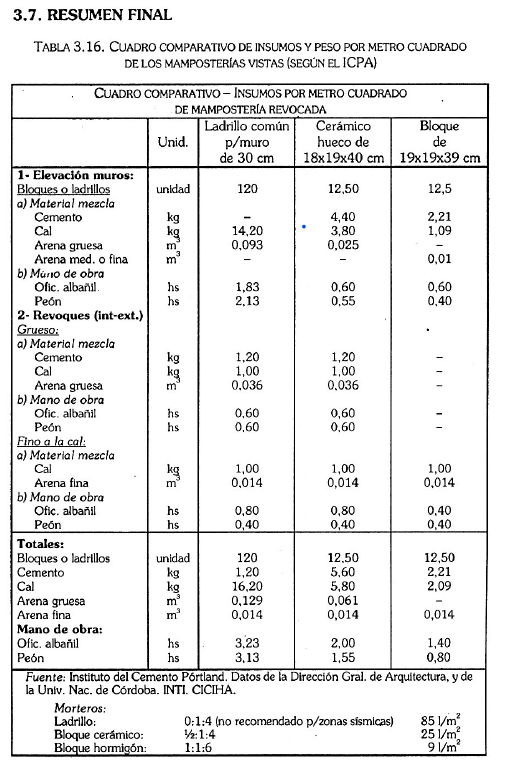 3.7. RESUMEN FINAL
TABLA 3.16. CUADRO COMPARATIVO DE INSUMOS Y PESO POR METRO CUADRADO
DE LOS MAMPOSTERÍAS VISTAS (SEGÚN EL ICPA)
CUADRO COMPARATIVO – INSUMOS POR METRO CUADRADO
DE MAMPOSTERÍA REVOCADA
Unid. Ladrillo común p/muro de 30 cm Cerámico hueco de 18x19x40 cm Bloque de 19x19x39 cm
1- Elevación muros:
Bloques o ladrillos unidad 120 12,50 12,5
a) Material mezcla
Cemento kg – 4,40 2,21
Cal kg 14,20 3,80 1,09
Arena gruesa m³ 0,093 0,025 –
Arena med. o fina m³ – – 0,01
b) Mano de obra
Ofic. albañil. hs 1,83 0,60 0,60
Peón hs 2,13 0,55 0,40
2- Revoques (int-ext.)
Grueso:
a) Material mezcla
Cemento kg 1,20 1,20 –
Cal kg 1,00 1,00 –
Arena gruesa m³ 0,036 0,036 –
b) Mano de obra
Ofic. albañil hs 0,60 0,60 –
Peón hs 0,60 0,60 –
Fino a la cal:
a) Material mezcla
Cal kg 1,00 1,00 1,00
Arena fina m³ 0,014 0,014 0,014
b) Mano de obra
Ofic. albañil hs 0,80 0,80 0,40
Peón hs 0,40 0,40 0,40
Totales:
Bloques o ladrillos unidad 120 12,50 12,50
Cemento kg 1,20 5,60 2,21
Cal kg 16,20 5,80 2,09
Arena gruesa m³ 0,129 0,061 –
Arena fina m³ 0,014 0,014 0,014
Mano de obra:
Ofic. albañil hs 3,23 2,00 1,40
Peón hs 3,13 1,55 0,80
Fuente: Instituto del Cemento Pórtland. Datos de la Dirección Gral. de Arquitectura, y de
la Univ. Nac. de Córdoba. INTI. CICIHA.
Morteros:
Ladrillo: 0:1:4 (no recomendado p/zonas sísmicas) 85 l/m²
Bloque cerámico: ½:1:4 25 l/m²
Bloque hormigón: 1:1:6 9 l/m²